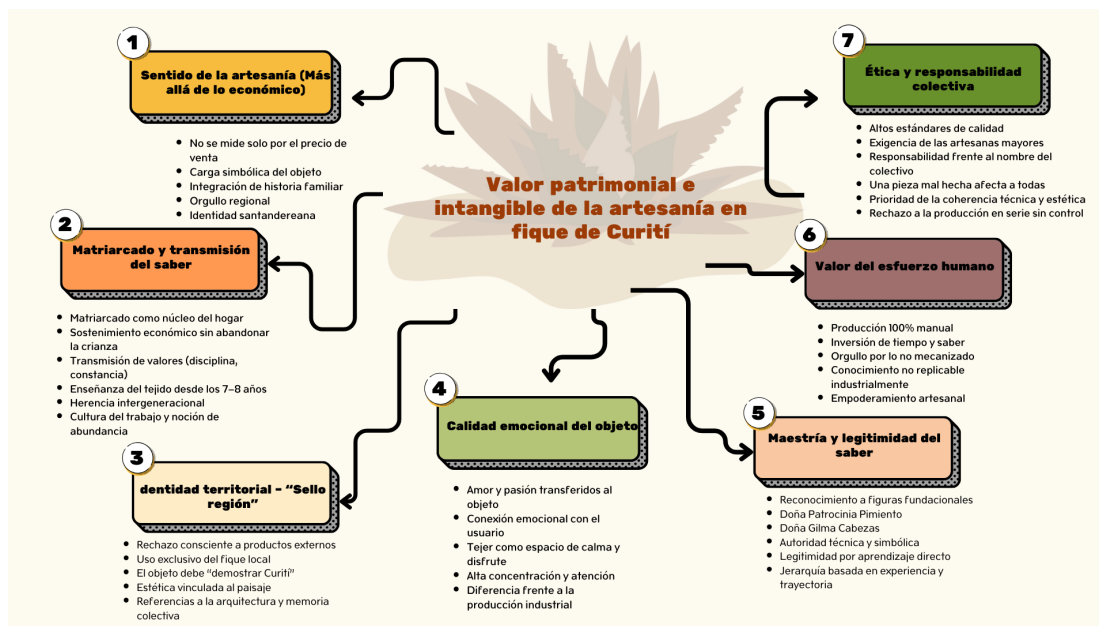 Valor patrimonial e
intangible de la artesanía en
fique de Curití
1
Sentido de la artesanía (Más
allá de lo económico)
No se mide solo por el precio de
venta
Carga simbólica del objeto
Integración de historia familiar
Orgullo regional
Identidad santandereana
2
Matriarcado y transmisión
del saber
Matriarcado como núcleo del hogar
Sostenimiento económico sin abandonar
la crianza
Transmisión de valores (disciplina,
constancia)
Enseñanza del tejido desde los 7–8 años
Herencia intergeneracional
Cultura del trabajo y noción de
abundancia
3
dentidad territorial – “Sello
región”
Rechazo consciente a productos externos
Uso exclusivo del fique local
El objeto debe “demostrar Curití”
Estética vinculada al paisaje
Referencias a la arquitectura y memoria
colectiva
4
Calidad emocional del objeto
Amor y pasión transferidos al
objeto
Conexión emocional con el
usuario
Tejer como espacio de calma y
disfrute
Alta concentración y atención
Diferencia frente a la
producción industrial
5
Maestría y legitimidad del
saber
Reconocimiento a figuras fundacionales
Doña Patrocinia Pimiento
Doña Gilma Cabezas
Autoridad técnica y simbólica
Legitimidad por aprendizaje directo
Jerarquía basada en experiencia y
trayectoria
6
Valor del esfuerzo humano
Producción 100% manual
Inversión de tiempo y saber
Orgullo por lo no mecanizado
Conocimiento no replicable
industrialmente
Empoderamiento artesanal
7
Ética y responsabilidad
colectiva
Altos estándares de calidad
Exigencia de las artesanas mayores
Responsabilidad frente al nombre del
colectivo
Una pieza mal hecha afecta a todas
Prioridad de la coherencia técnica y estética
Rechazo a la producción en serie sin control